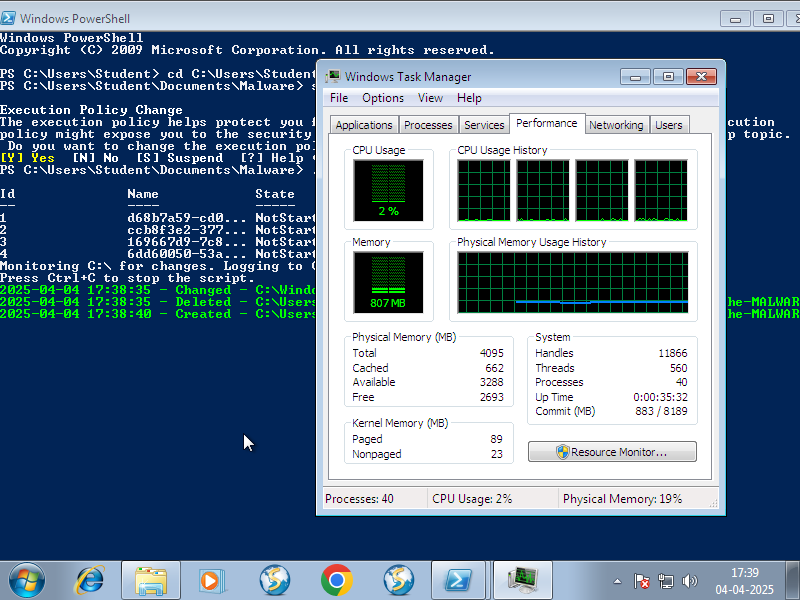 Windows PowerShell
Windows PowerShell
Copyright (C) 2009 Microsoft Corporation. All rights reserved.
PS C:\Users\Student> cd C:\Users\Student
PS C:\Users\Student\Documents\Malware> s
Execution Policy Change
The execution policy helps protect you f
cution
policy might expose you to the security
p topic.
Do you want to change the execution pol
[Y] Yes [N] No [S] Suspend [?] Help
PS C:\Users\Student\Documents\Malware> .
Id Name State
-- ---- -----
1 d68b7a59-cd0... NotStart
2 ccb8f3e2-377... NotStart
3 169667d9-7c8... NotStart
4 6dd60050-53a... NotStart
Monitoring C:\ for changes. Logging to C
Press Ctrl+C to stop the script.
2025-04-04 17:38:35 - Changed - C:\Windo
2025-04-04 17:38:35 - Deleted - C:\Users
he-MALWAR
2025-04-04 17:38:40 - Created - C:\Users
he-MALWAR
Windows Task Manager
File Options View Help
Applications Processes Services Performance Networking Users
CPU Usage
CPU Usage History
2 %
Memory
Physical Memory Usage History
807 MB
Physical Memory (MB)
Total 4095
Cached 662
Available 3288
Free 2693
System
Handles 11866
Threads 560
Processes 40
Up Time 0:00:35:32
Commit (MB) 883 / 8189
Kernel Memory (MB)
Paged 89
Nonpaged 23
Resource Monitor...
Processes: 40 CPU Usage: 2% Physical Memory: 19%
17:39
04-04-2025